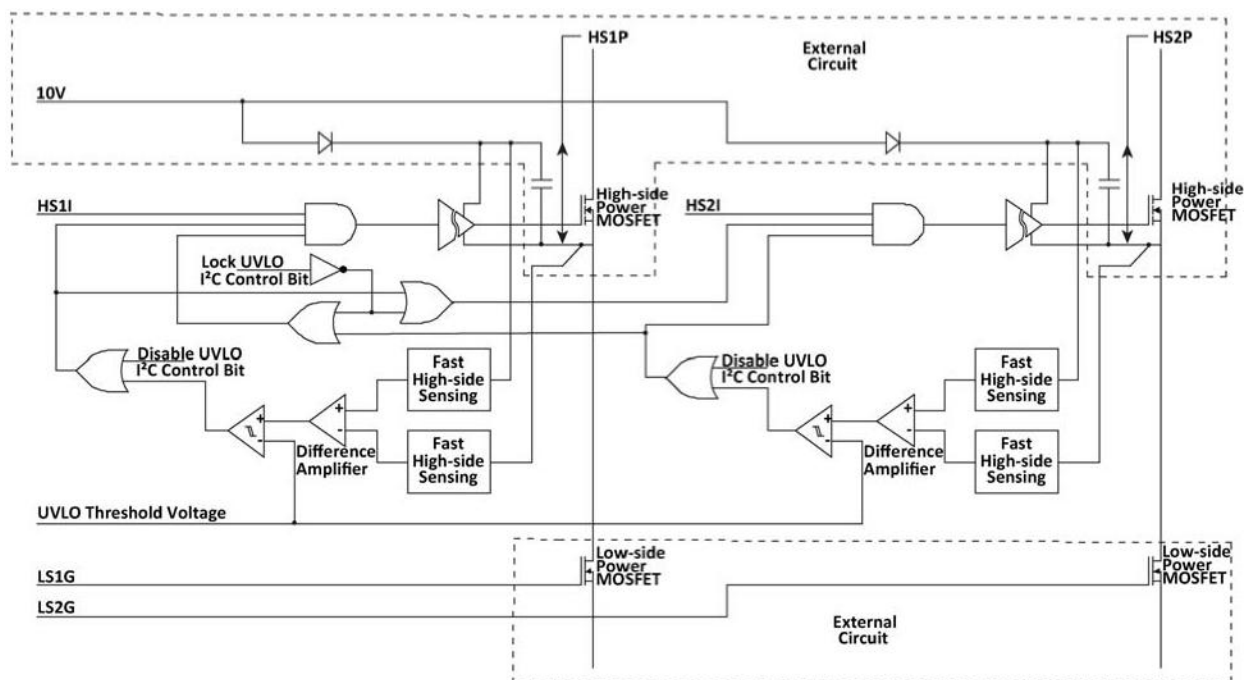 HS1P
HS2P
External
Circuit
10V
HS1I
High-side
Power
MOSFET
HS2I
High-side
Power
MOSFET
Lock UVLO
I²C Control Bit
Disable UVLO
I²C Control Bit
Fast
High-side
Sensing
Disable UVLO
I²C Control Bit
Fast
High-side
Sensing
+
-
+
-
Difference
Amplifier
Fast
High-side
Sensing
+
-
+
-
Difference
Amplifier
Fast
High-side
Sensing
UVLO Threshold Voltage
Low-side
Power
MOSFET
Low-side
Power
MOSFET
LS1G
LS2G
External
Circuit